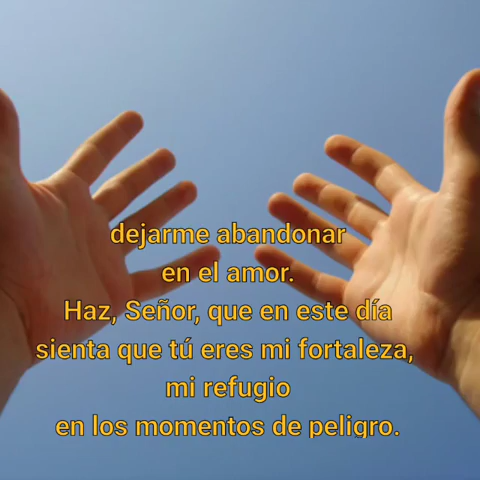 dejarme abandonar
en el amor.
Haz, Señor, que en este día
sienta que tú eres mi fortaleza,
mi refugio
en los momentos de peligro.